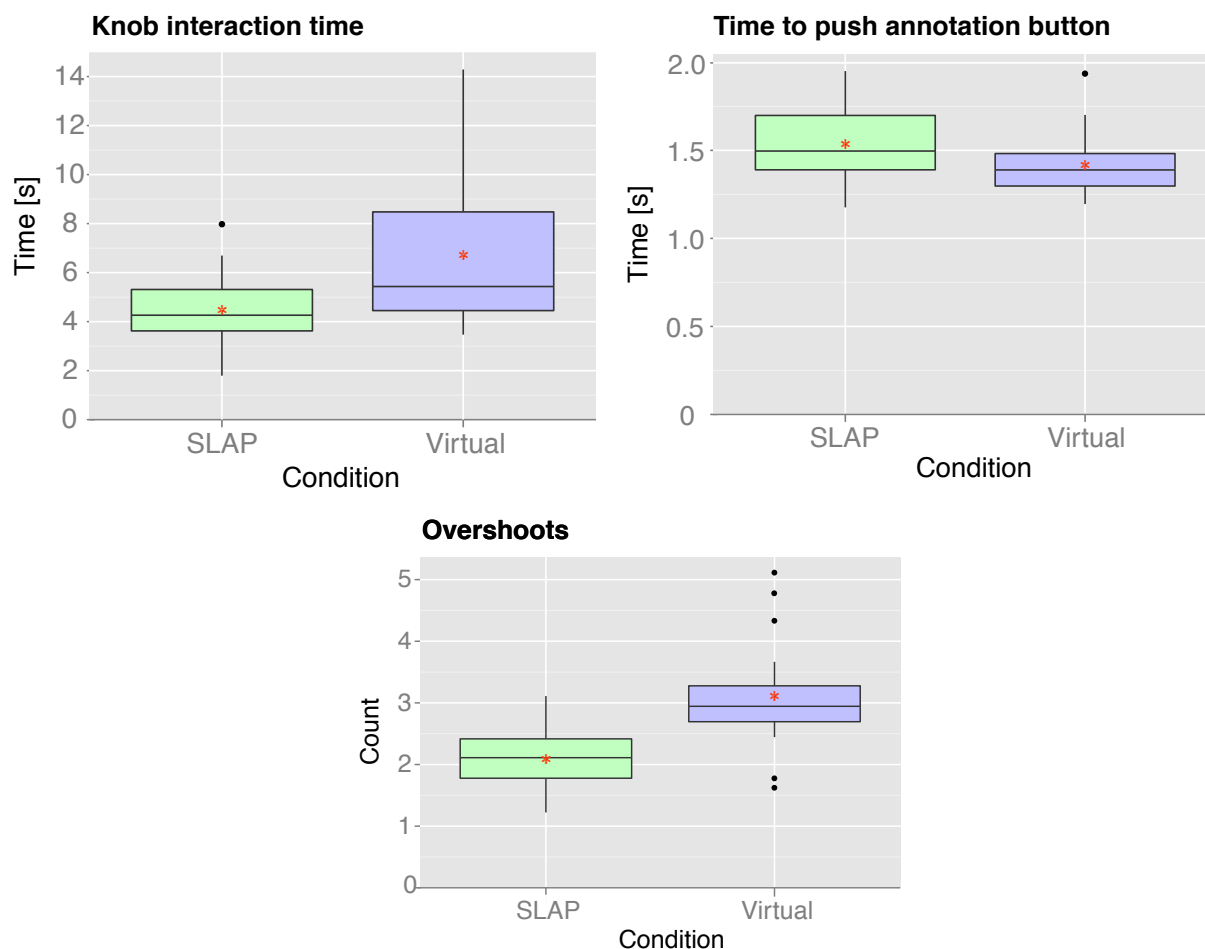 Knob interaction time
Time [s]
14
12
10
8
6
4
2
0
SLAP
Virtual
Condition
Time to push annotation button
Time [s]
2.0
1.5
1.0
0.5
0
SLAP
Virtual
Condition
Overshoots
Count
5
4
3
2
1
0
SLAP
Virtual
Condition